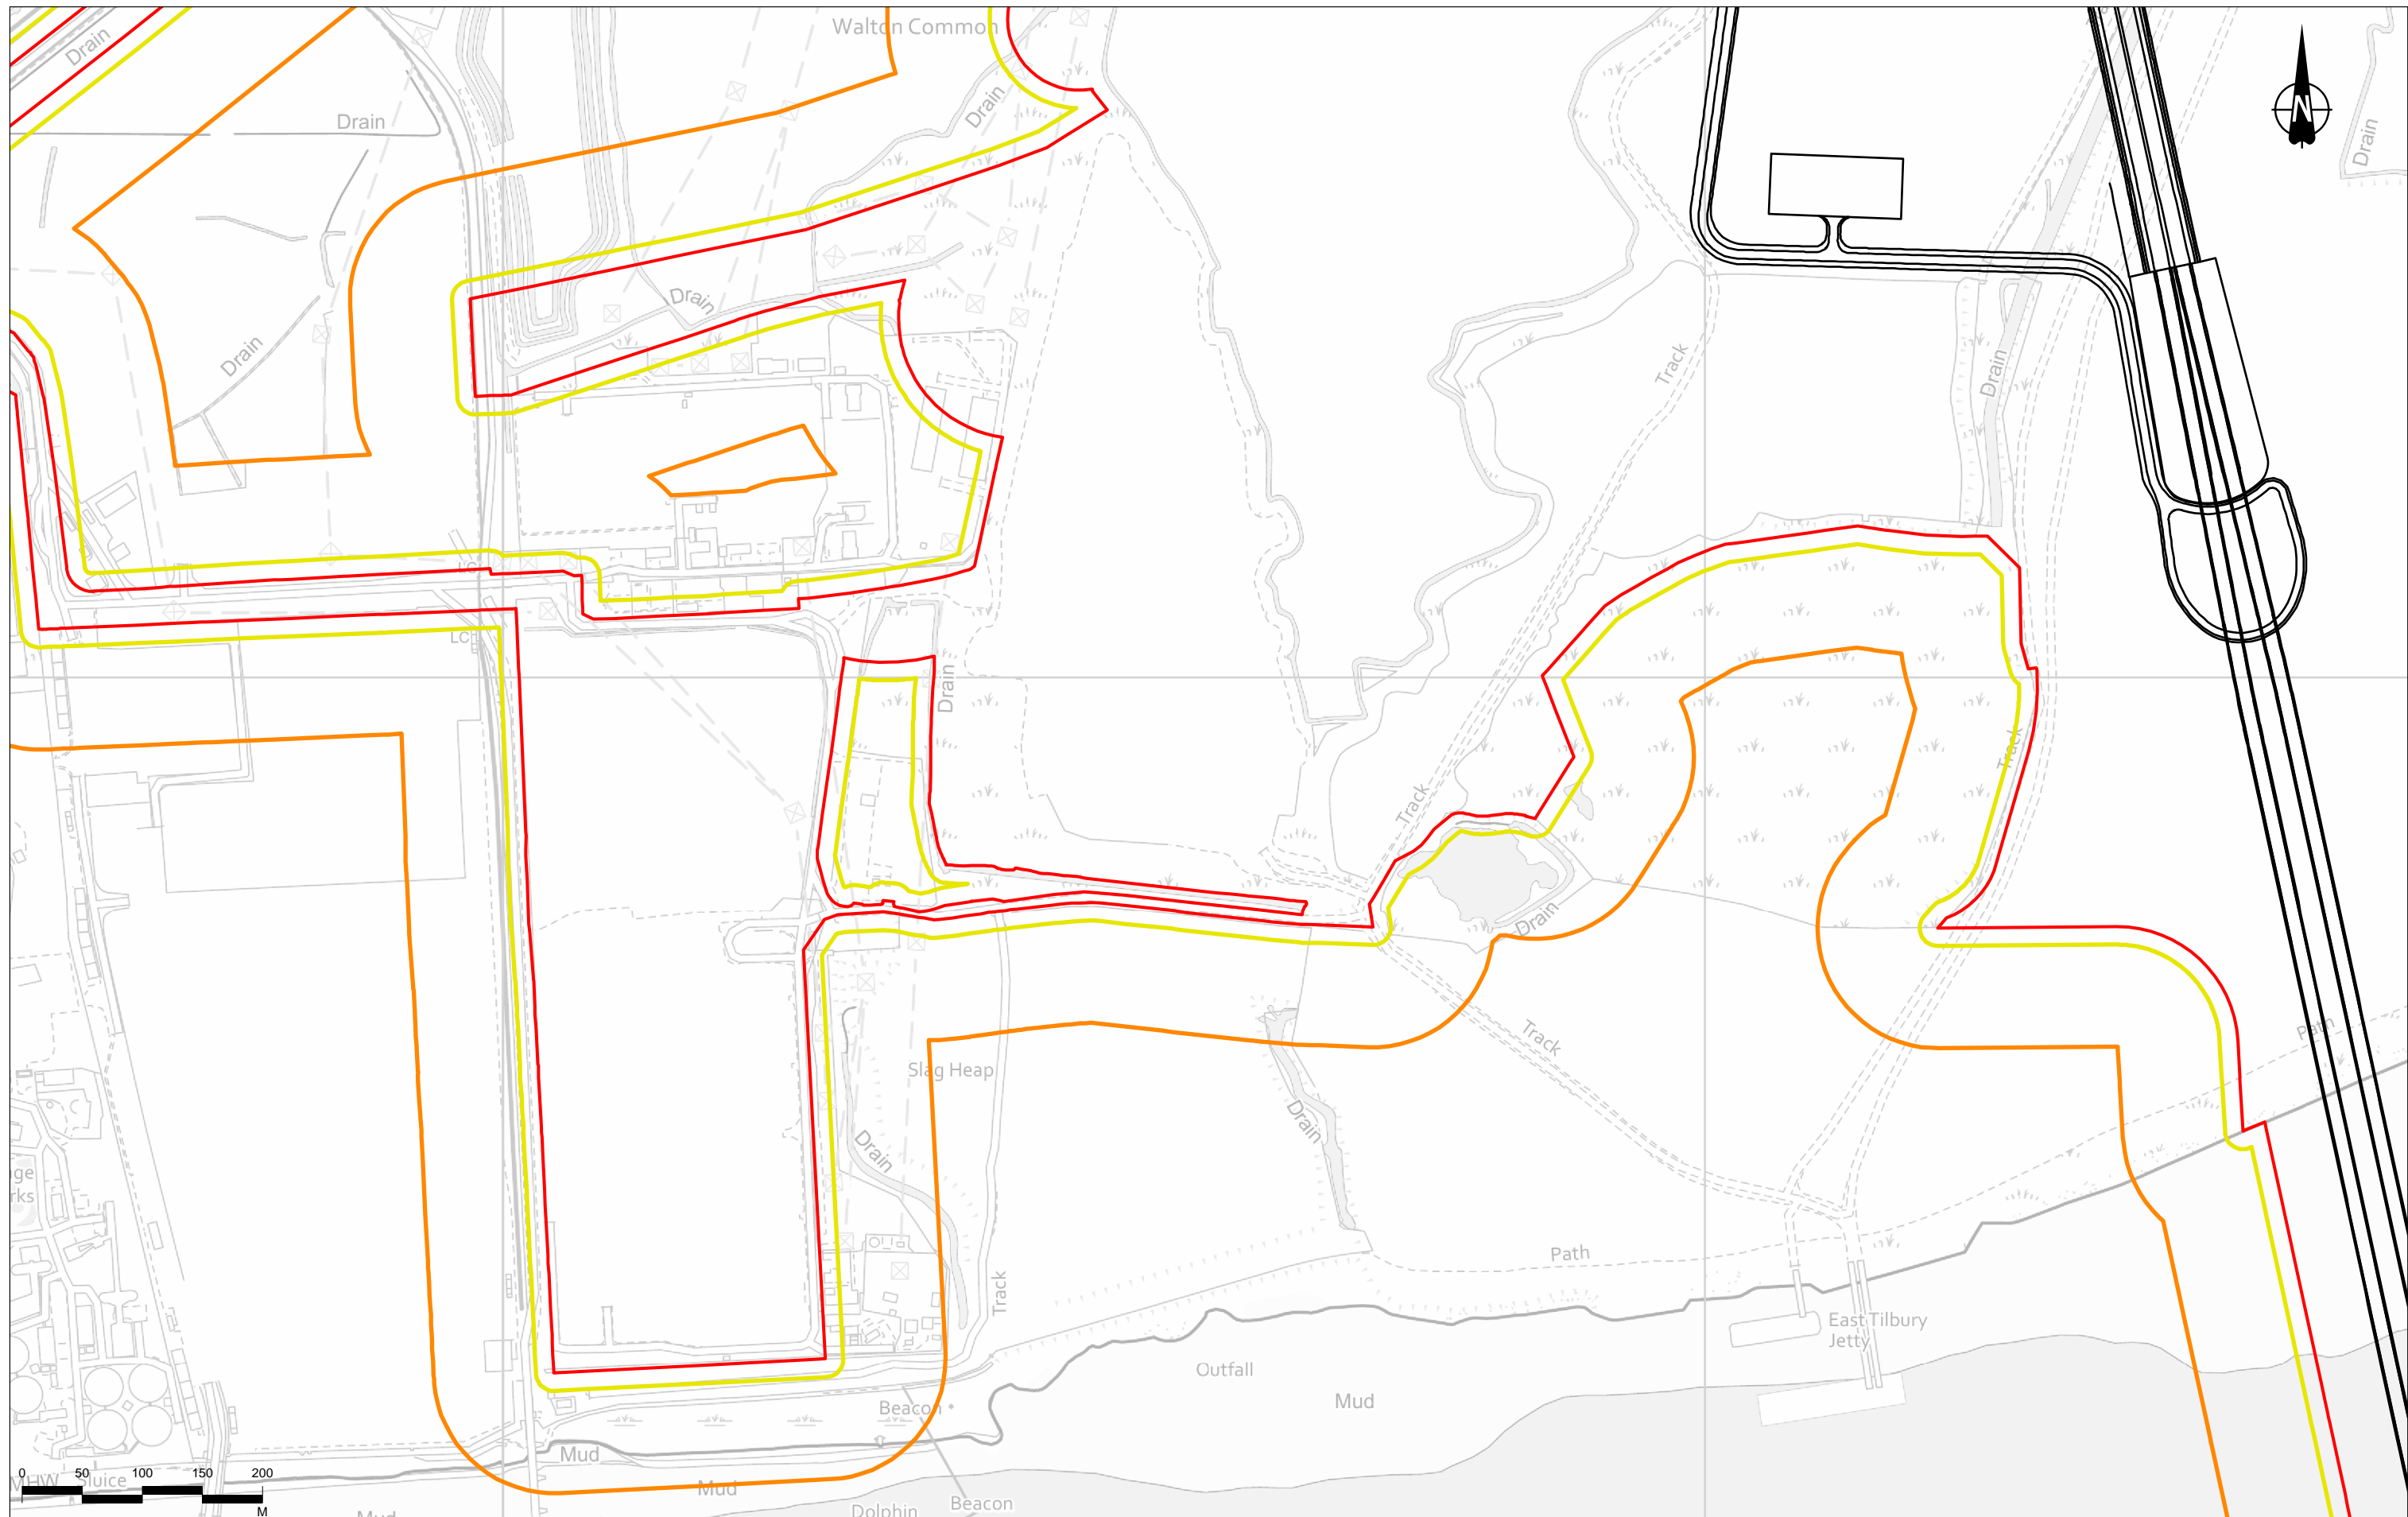 Walton Common
Drain
Drain
N
Drain
Drain
Drain
Drain
Track
Drain
LC
LC
Drain
Track
Track
Drain
Path
Track
Slag Heap
Drain
Drain
Path
Track
East Tilbury
Jetty
Outfall
Mud
Beacon
Mud
Mud
MHW
Sluice
Beacon
Dolphin
Mud
0 50 100 150 200
M